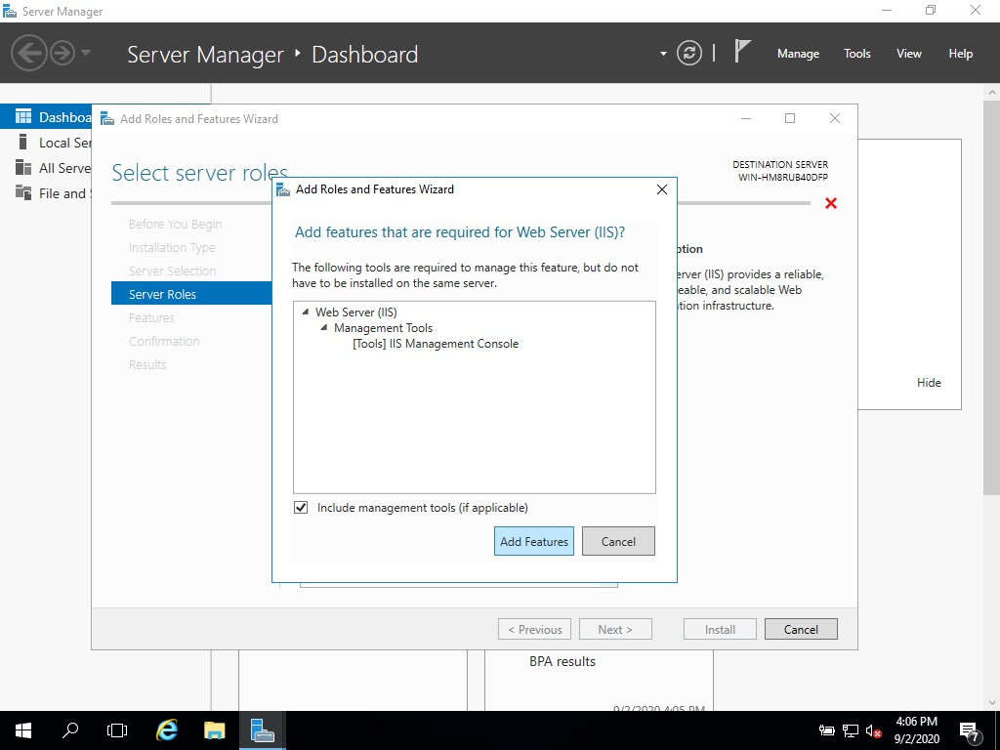 Server Manager
Server Manager ‣ Dashboard
Manage
Tools
View
Help
Dashboa
Local Ser
All Serve
File and S
Add Roles and Features Wizard
Select server roles
DESTINATION SERVER
WIN-HM8RUB40DFP
Before You Begin
Installation Type
Server Selection
Server Roles
Features
Confirmation
Results
Add Roles and Features Wizard
Add features that are required for Web Server (IIS)?
The following tools are required to manage this feature, but do not
have to be installed on the same server.
Web Server (IIS)
Management Tools
[Tools] IIS Management Console
Include management tools (if applicable)
Add Features
Cancel
ption
erver (IIS) provides a reliable,
eable, and scalable Web
tion infrastructure.
Hide
< Previous
Next >
Install
Cancel
BPA results
9/2/2020 4:05 PM
4:06 PM
9/2/2020
7